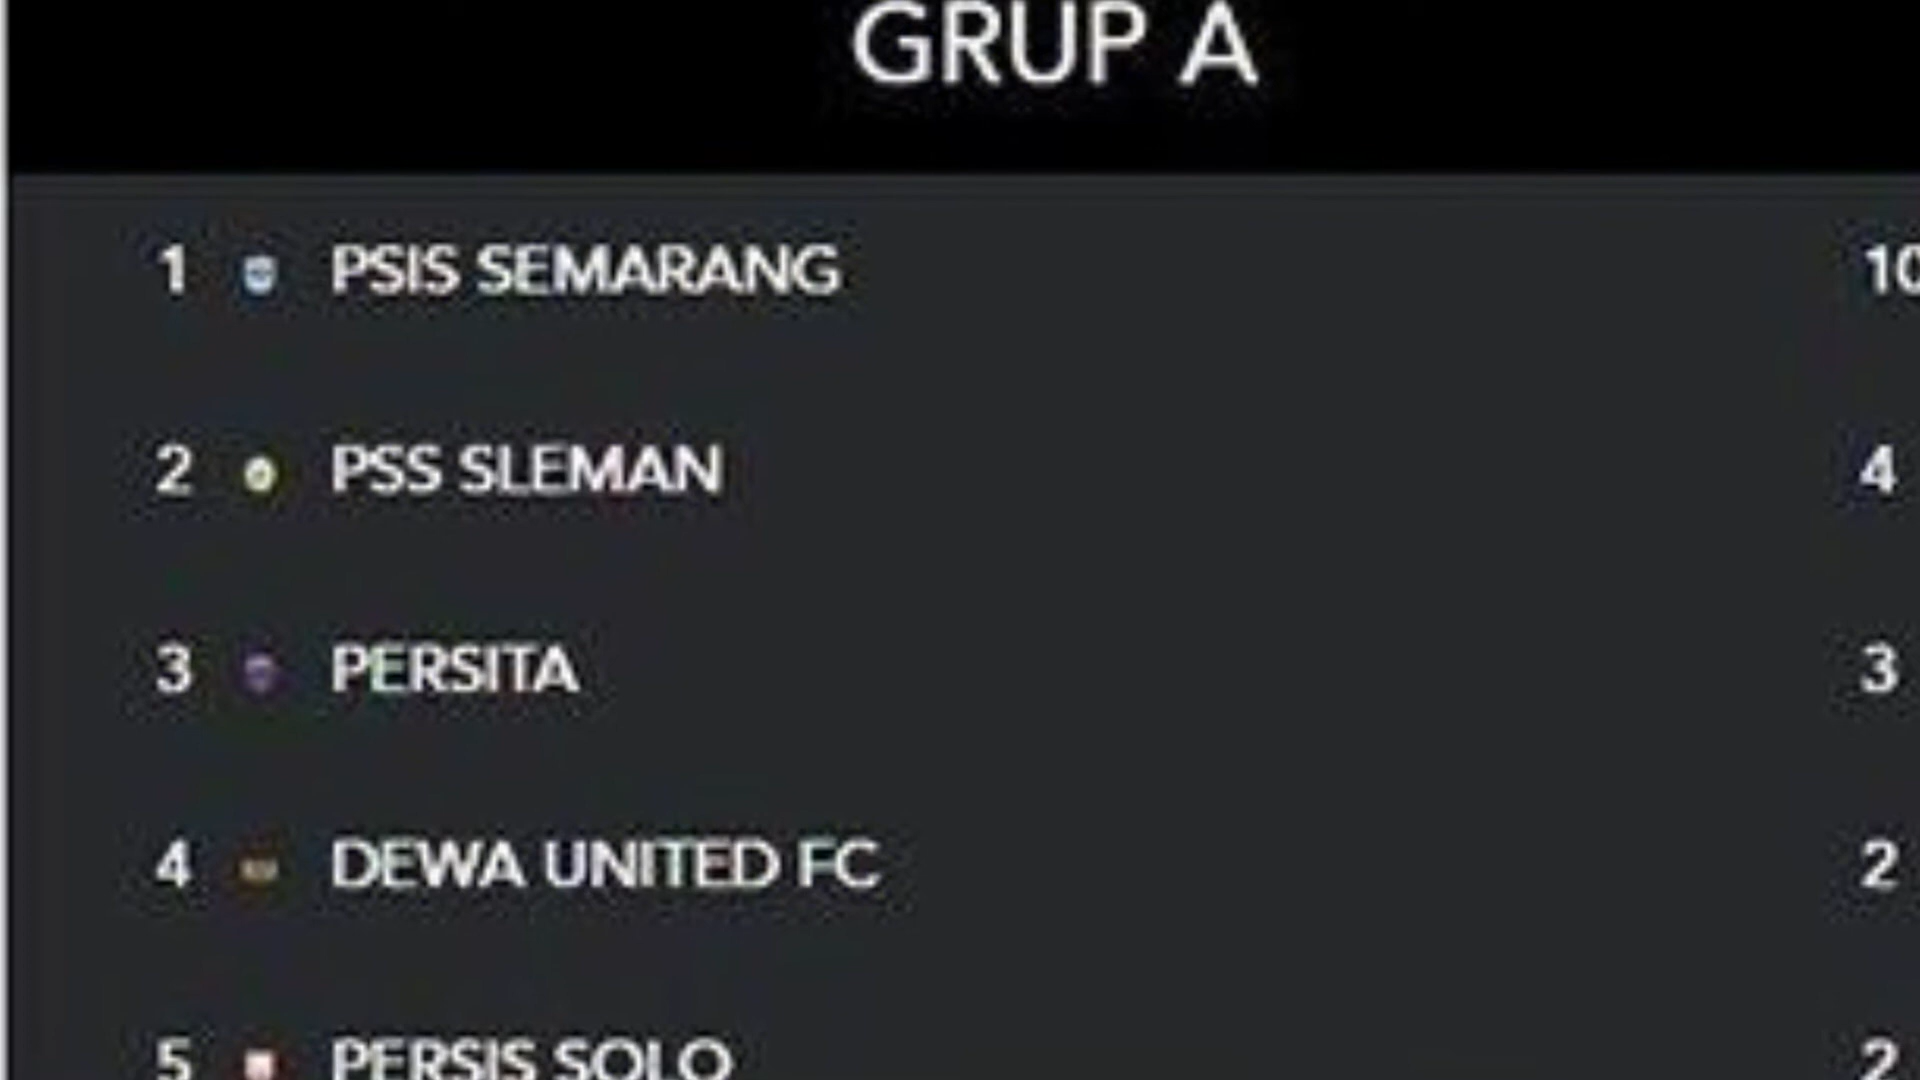 GRUP A
1 PSIS SEMARANG 10
2 PSS SLEMAN 4
3 PERSITA 3
4 DEWA UNITED FC 2
5 PERSIS SOLO 2